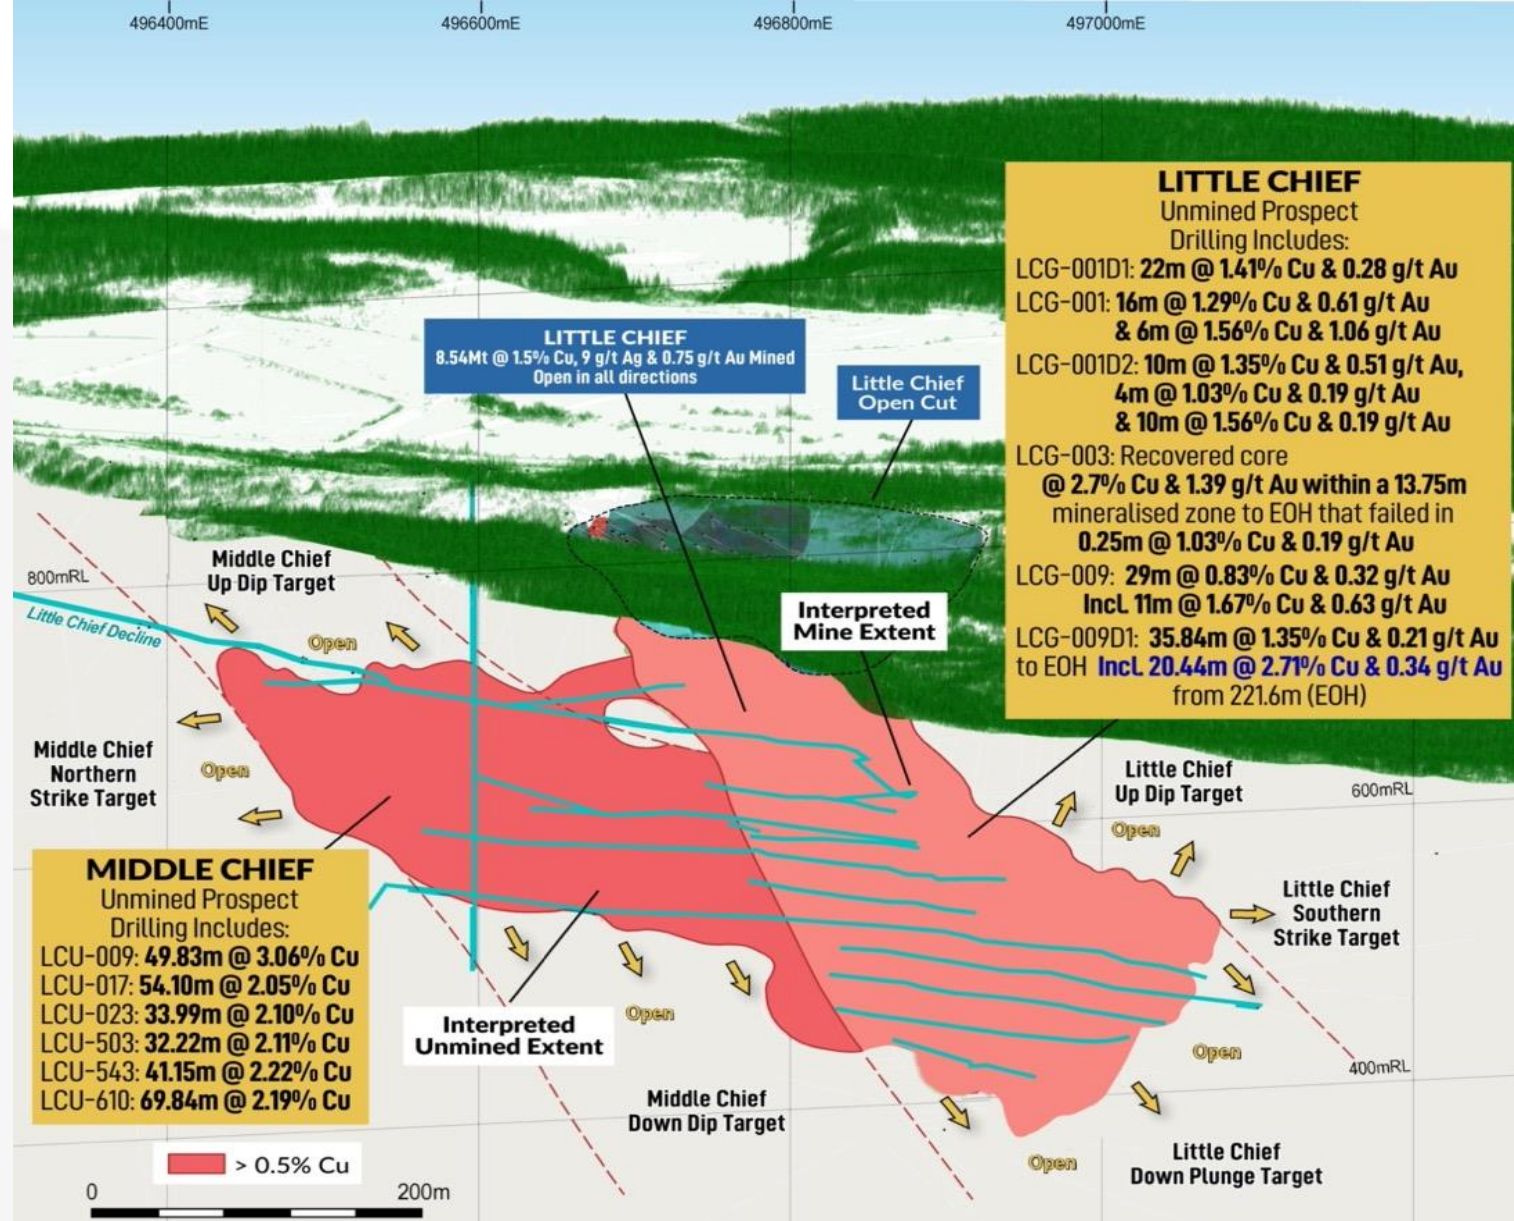 496400mE
496600mE
496800mE
497000mE
LITTLE CHIEF
Unmined Prospect
Drilling Includes:
LCG-001D1: 22m @ 1.41% Cu & 0.28 g/t Au
LCG-001: 16m @ 1.29% Cu & 0.61 g/t Au
& 6m @ 1.56% Cu & 1.06 g/t Au
LCG-001D2: 10m @ 1.35% Cu & 0.51 g/t Au,
4m @ 1.03% Cu & 0.19 g/t Au
& 10m @ 1.56% Cu & 0.19 g/t Au
LCG-003: Recovered core
@ 2.7% Cu & 1.39 g/t Au within a 13.75m
mineralised zone to EOH that failed in
0.25m @ 1.03% Cu & 0.19 g/t Au
LCG-009: 29m @ 0.83% Cu & 0.32 g/t Au
Incl. 11m @ 1.67% Cu & 0.63 g/t Au
LCG-009D1: 35.84m @ 1.35% Cu & 0.21 g/t Au
to EOH Incl. 20.44m @ 2.71% Cu & 0.34 g/t Au
from 221.6m (EOH)
LITTLE CHIEF
8.54Mt @ 1.5% Cu, 9 g/t Ag & 0.75 g/t Au Mined
Open in all directions
Little Chief
Open Cut
Middle Chief
Up Dip Target
800mRL
Little Chief Decline
Open
Interpreted
Mine Extent
Middle Chief
Northern
Strike Target
Open
Little Chief
Up Dip Target
600mRL
Open
MIDDLE CHIEF
Unmined Prospect
Drilling Includes:
LCU-009: 49.83m @ 3.06% Cu
LCU-017: 54.10m @ 2.05% Cu
LCU-023: 33.99m @ 2.10% Cu
LCU-503: 32.22m @ 2.11% Cu
LCU-543: 41.15m @ 2.22% Cu
LCU-610: 69.84m @ 2.19% Cu
Little Chief
Southern
Strike Target
Open
Interpreted
Unmined Extent
Open
400mRL
Middle Chief
Down Dip Target
Open
Little Chief
Down Plunge Target
> 0.5% Cu
0
200m